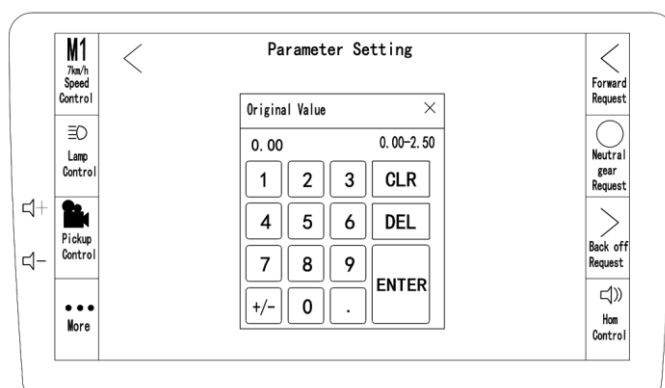 M1
7km/h
Speed
Control
Lamp
Control
Pickup
Control
More
Parameter Setting
Original Value
0.00 0.00-2.50
1 2 3 CLR
4 5 6 DEL
7 8 9
ENTER
+/- 0 .
Forward
Request
Neutral
gear
Request
Back off
Request
Hom
Control